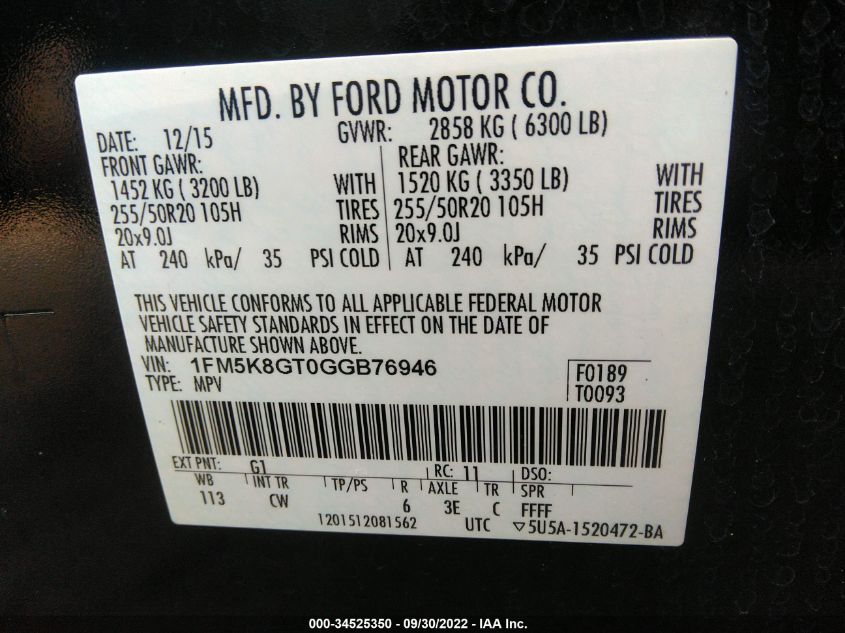 MFD. BY FORD MOTOR CO.
DATE: 12/15 GVWR: 2858 KG ( 6300 LB)
FRONT GAWR: REAR GAWR:
1452 KG ( 3200 LB) WITH 1520 KG ( 3350 LB) WITH
255/50R20 105H TIRES 255/50R20 105H TIRES
20x9.0J RIMS 20x9.0J RIMS
AT 240 kPa/ 35 PSI COLD AT 240 kPa/ 35 PSI COLD
THIS VEHICLE CONFORMS TO ALL APPLICABLE FEDERAL MOTOR
VEHICLE SAFETY STANDARDS IN EFFECT ON THE DATE OF
MANUFACTURE SHOWN ABOVE.
VIN: 1FM5K8GT0GGB76946 F0189
TYPE: MPV T0093
EXT PNT: G1 RC: 11 DSO:
WB INT TR TP/PS R AXLE TR SPR
113 CW 6 3E C FFFF
1201512081562 UTC ▽5U5A-1520472-BA
000-34525350 - 09/30/2022 - IAA Inc.